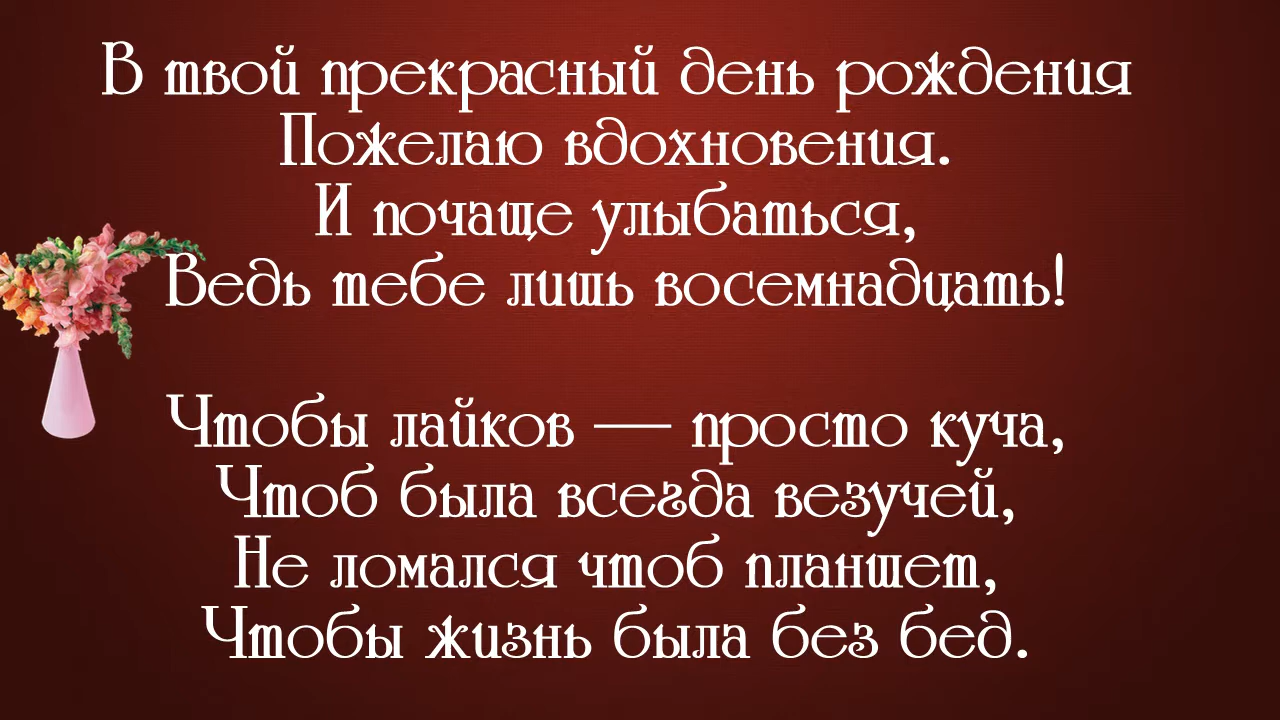 В твой прекрасный день рождения
Пожелаю вдохновения.
И почаще улыбаться,
Ведь тебе лишь восемнадцать!
Чтобы лайков — просто куча,
Чтоб была всегда везучей,
Не ломался чтоб планшет,
Чтобы жизнь была без бед.